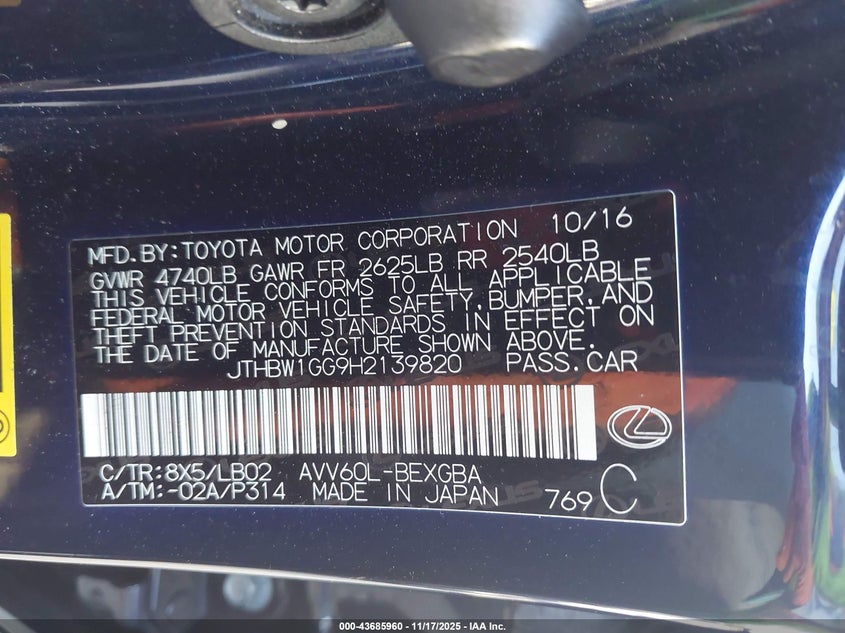 MFD.BY:TOYOTA MOTOR CORPORATION 10/16
GVWR 4740LB GAWR FR 2625LB RR 2540LB
THIS VEHICLE CONFORMS TO ALL APPLICABLE
FEDERAL MOTOR VEHICLE SAFETY,BUMPER,AND
THEFT PREVENTION STANDARDS IN EFFECT ON
THE DATE OF MANUFACTURE SHOWN ABOVE.
JTHBW1GG9H2139820 PASS.CAR
C/TR:8X5/LB02 AVV60L-BEXGBA
A/TM:-02A/P314 MADE IN JAPAN 769 C
000-43685960 - 11/17/2025 - IAA Inc.